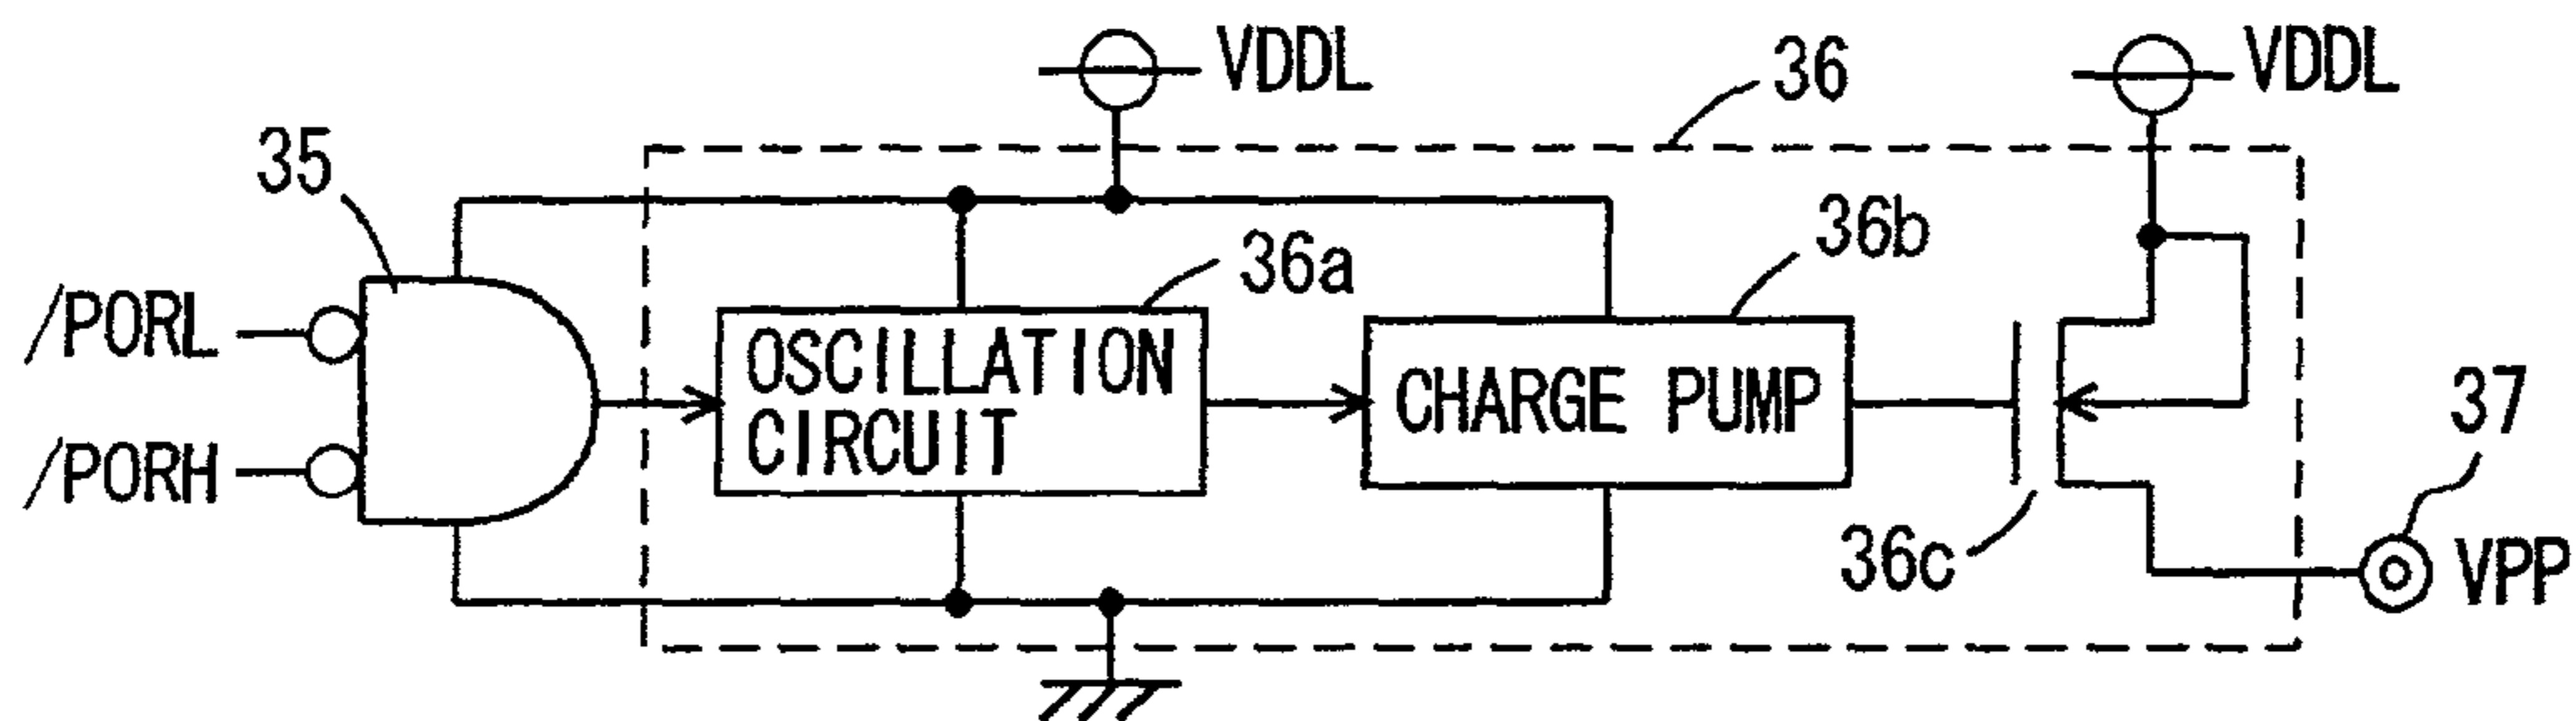 VDDL
36
VDDL
35
36a
36b
/PORL
OSCILLATION
CIRCUIT
CHARGE PUMP
37
/PORH
36c
VPP